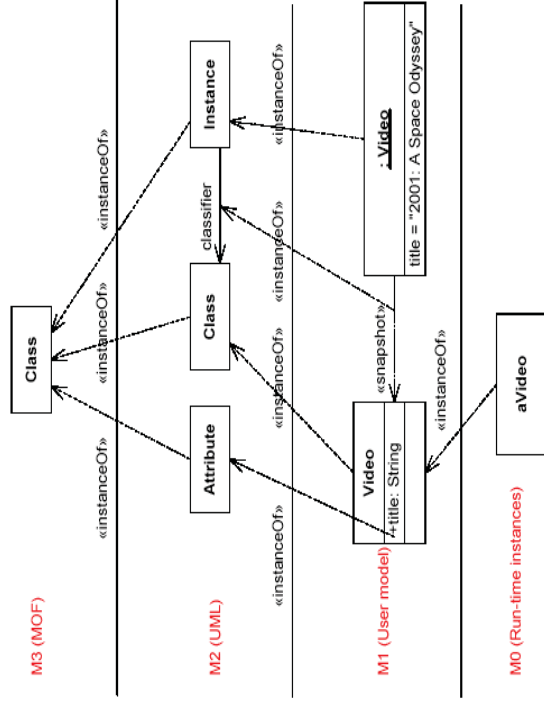 M3 (MOF)
Class
«instanceOf»
«instanceOf»
«instanceOf»
M2 (UML)
Attribute
Class
classifier
Instance
«instanceOf»
«instanceOf»
«instanceOf»
«instanceOf»
M1 (User model)
Video
+title: String
«snapshot»
: Video
title = "2001: A Space Odyssey"
«instanceOf»
M0 (Run-time instances)
aVideo